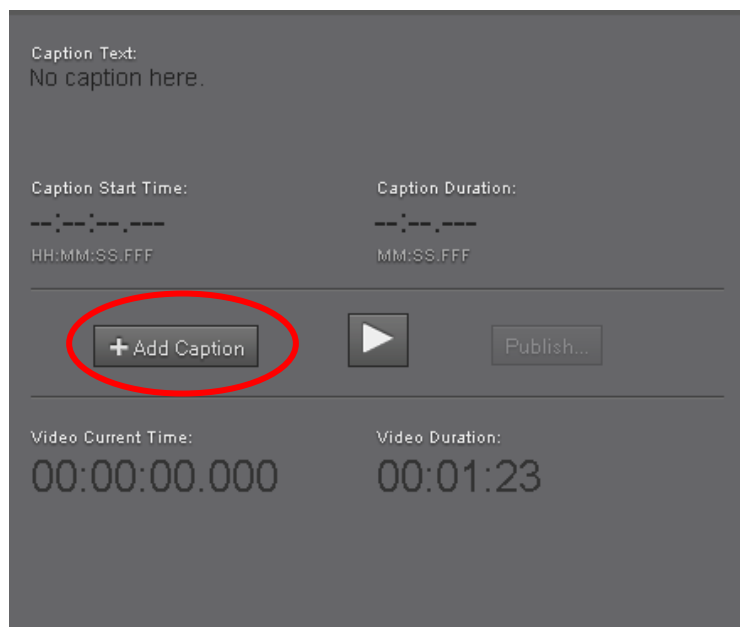 Caption Text:
No caption here.
Caption Start Time:
Caption Duration:
--:--:--.---
--:--.---
HH:MM:SS.FFF
MM:SS.FFF
+ Add Caption
Publish...
Video Current Time:
Video Duration:
00:00:00.000
00:01:23